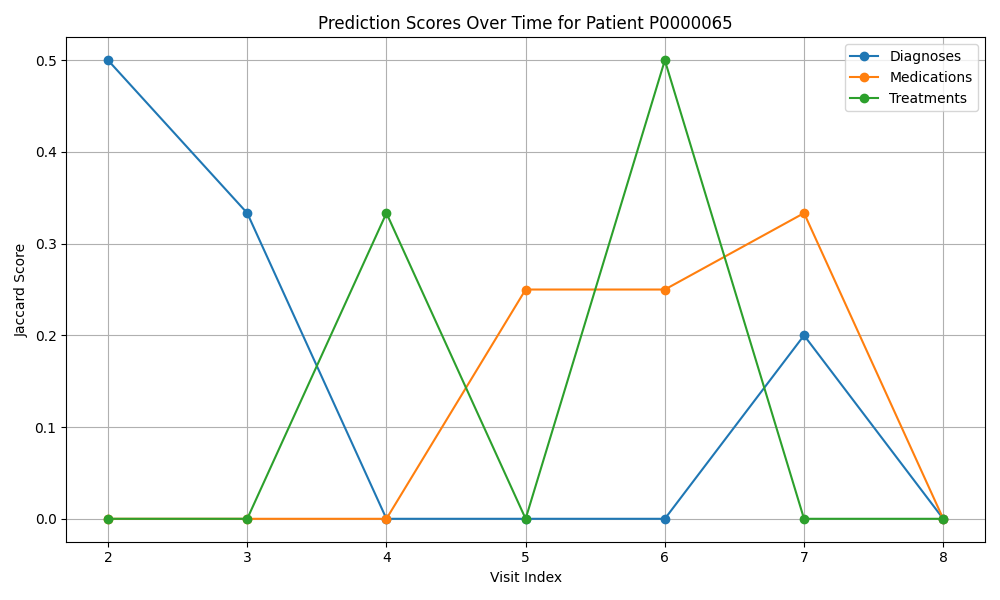 Prediction Scores Over Time for Patient P0000065
Diagnoses
Medications
Treatments
0.5
0.4
0.3
0.2
0.1
0.0
Jaccard Score
2 3 4 5 6 7 8
Visit Index